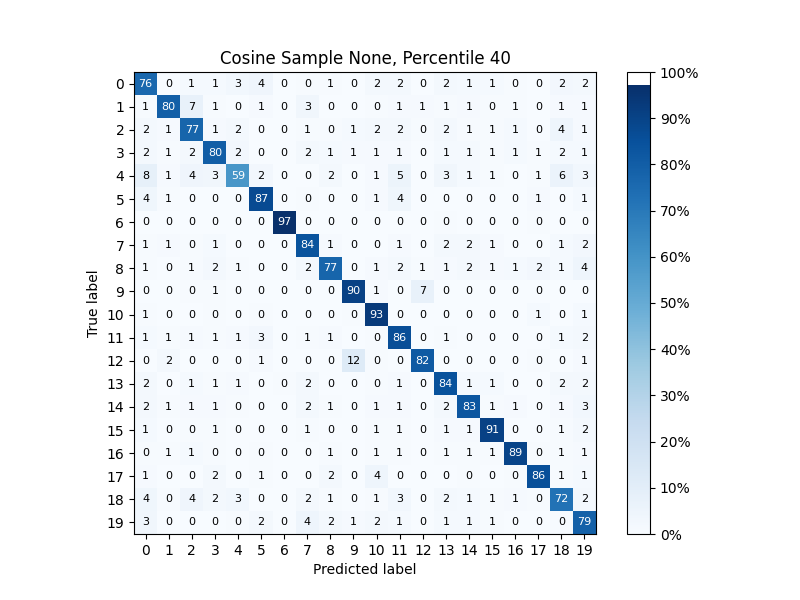 Cosine Sample None, Percentile 40
0 76 0 1 1 3 4 0 0 1 0 2 2 0 2 1 1 0 0 2 2
1 1 80 7 1 0 1 0 3 0 0 0 1 1 1 1 0 1 0 1 1
2 2 1 77 1 2 0 0 1 0 1 2 2 0 2 1 1 1 0 4 1
3 2 1 2 80 2 0 0 2 1 1 1 1 0 1 1 1 1 1 2 1
4 8 1 4 3 59 2 0 0 2 0 1 5 0 3 1 1 0 1 6 3
5 4 1 0 0 0 87 0 0 0 0 1 4 0 0 0 0 0 1 0 1
6 0 0 0 0 0 0 97 0 0 0 0 0 0 0 0 0 0 0 0 0
7 1 1 0 1 0 0 0 84 1 0 0 1 0 2 2 1 0 0 1 2
8 1 0 1 2 1 0 0 2 77 0 1 2 1 1 2 1 1 2 1 4
9 0 0 0 1 0 0 0 0 0 90 1 0 7 0 0 0 0 0 0 0
10 1 0 0 0 0 0 0 0 0 0 93 0 0 0 0 0 0 1 0 1
11 1 1 1 1 1 3 0 1 1 0 0 86 0 1 0 0 0 0 1 2
12 0 2 0 0 0 1 0 0 0 12 0 0 82 0 0 0 0 0 0 1
13 2 0 1 1 1 0 0 2 0 0 0 1 0 84 1 1 0 0 2 2
14 2 1 1 1 0 0 0 2 1 0 1 1 0 2 83 1 1 0 1 3
15 1 0 1 0 0 0 0 1 1 0 0 1 0 1 1 91 0 0 1 2
16 0 1 1 0 0 0 0 1 0 1 1 0 1 1 1 1 89 0 1 1
17 1 0 0 2 0 1 0 0 2 0 4 0 0 0 0 0 0 86 1 1
18 4 0 4 2 3 0 0 2 1 0 1 3 0 2 1 1 1 0 72 2
19 3 0 0 0 0 2 0 4 2 1 2 1 0 1 1 1 0 0 0 79
0 1 2 3 4 5 6 7 8 9 10 11 12 13 14 15 16 17 18 19
True label
Predicted label
100%
90%
80%
70%
60%
50%
40%
30%
20%
10%
0%